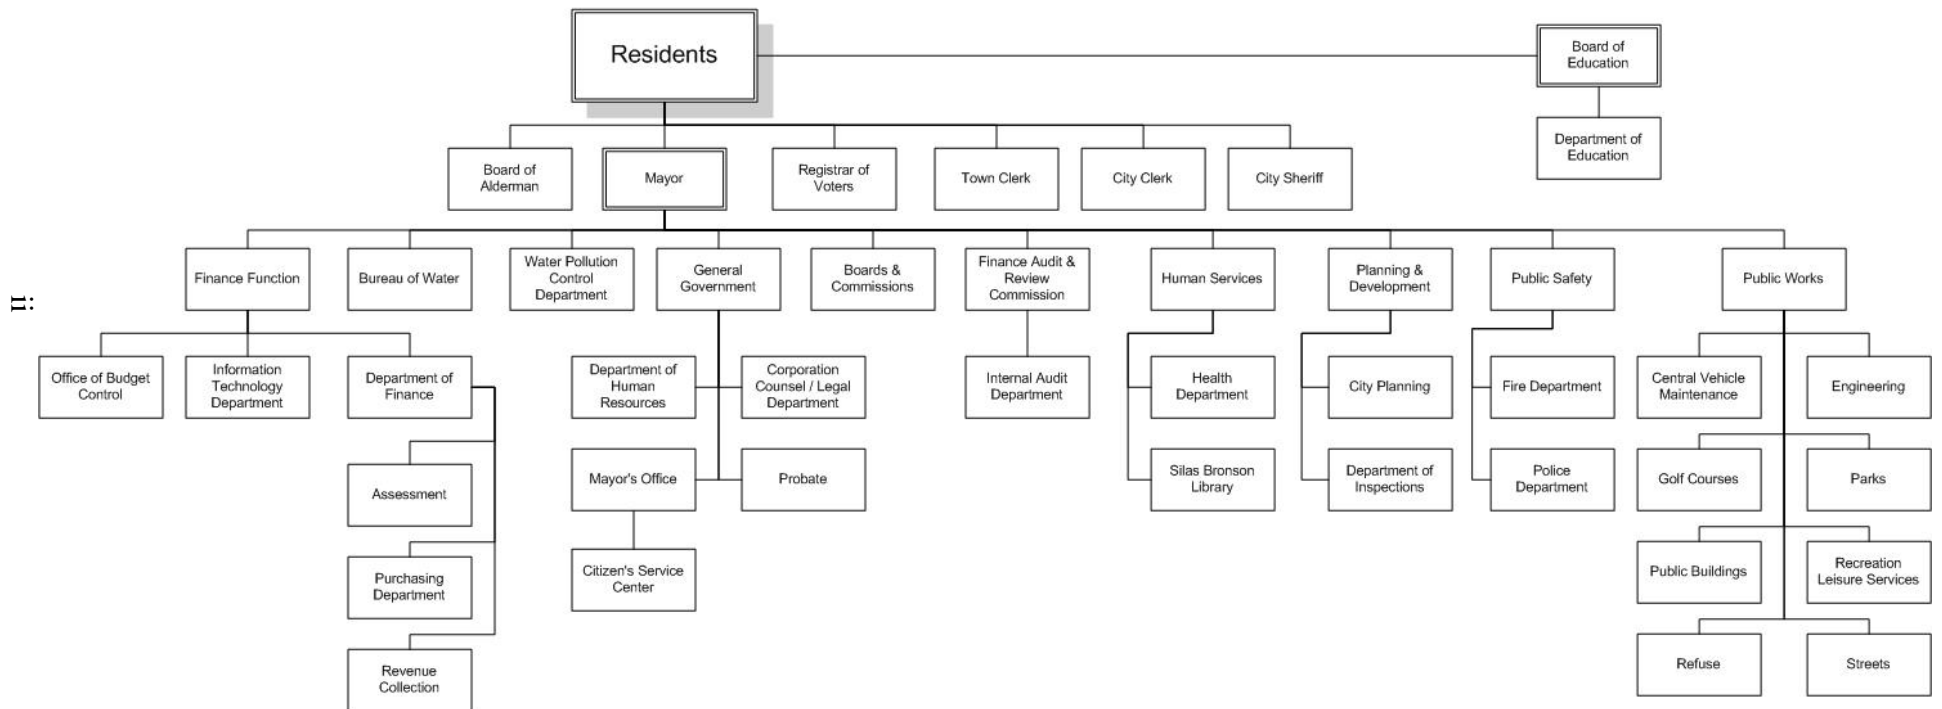 Residents
Board of
Education
Department of
Education
Board of
Alderman
Mayor
Registrar of
Voters
Town Clerk
City Clerk
City Sheriff
Finance Function
Bureau of Water
Water Pollution
Control
Department
General
Government
Boards &
Commissions
Finance Audit &
Review
Commission
Human Services
Planning &
Development
Public Safety
Public Works
ii
Office of Budget
Control
Information
Technology
Department
Department of
Finance
Department of
Human
Resources
Corporation
Counsel / Legal
Department
Internal Audit
Department
Health
Department
City Planning
Fire Department
Central Vehicle
Maintenance
Engineering
Assessment
Mayor's Office
Probate
Silas Bronson
Library
Department of
Inspections
Police
Department
Golf Courses
Parks
Purchasing
Department
Citizen's Service
Center
Public Buildings
Recreation
Leisure Services
Revenue
Collection
Refuse
Streets